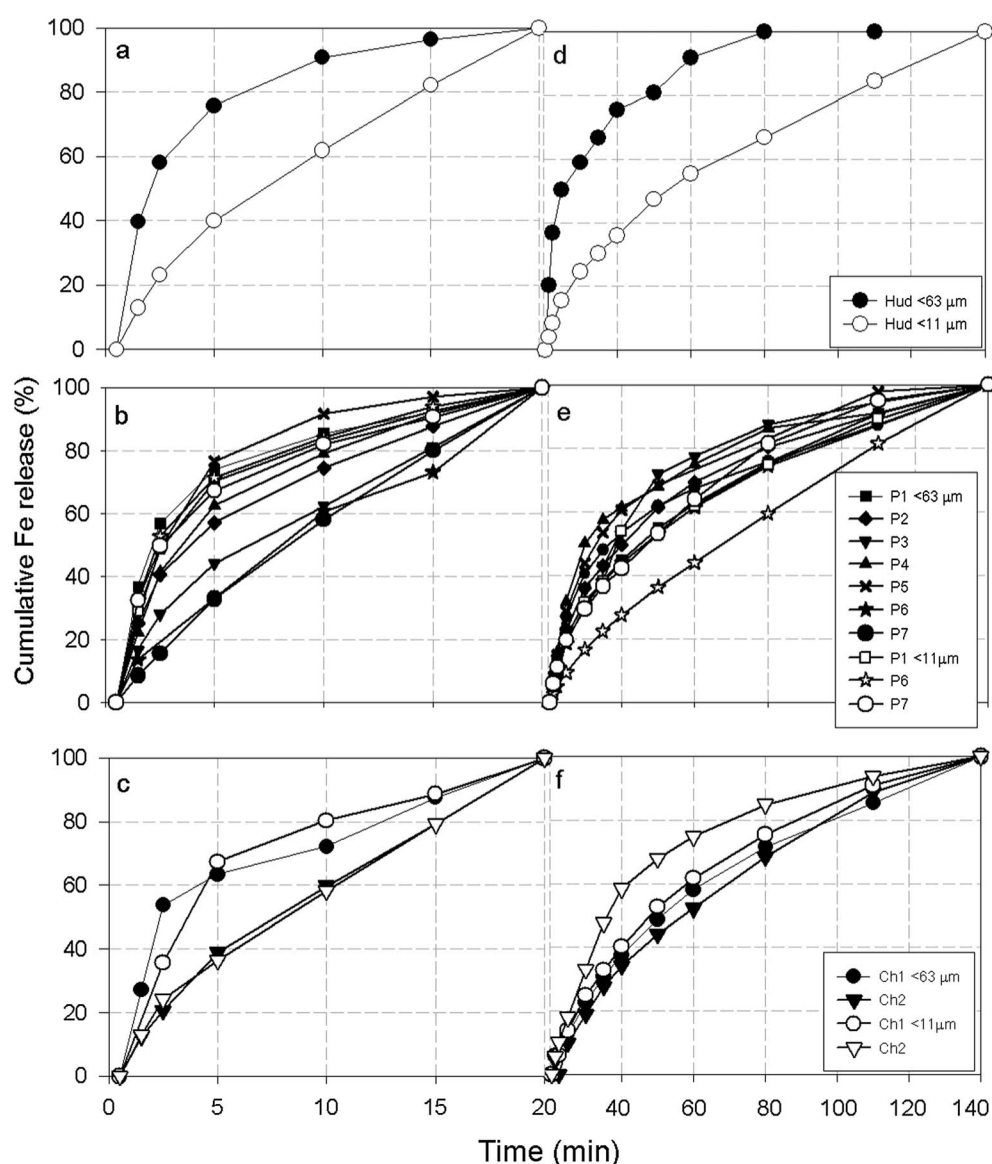 a
d
100
80
60
40
20
0
Hud <63 μm
Hud <11 μm
b
e
100
80
60
40
20
0
Cumulative Fe release (%)
P1 <63 μm
P2
P3
P4
P5
P6
P7
P1 <11μm
P6
P7
c
f
100
80
60
40
20
0
Ch1 <63 μm
Ch2
Ch1 <11μm
Ch2
0 5 10 15 20 20 40 60 80 100 120 140
Time (min)